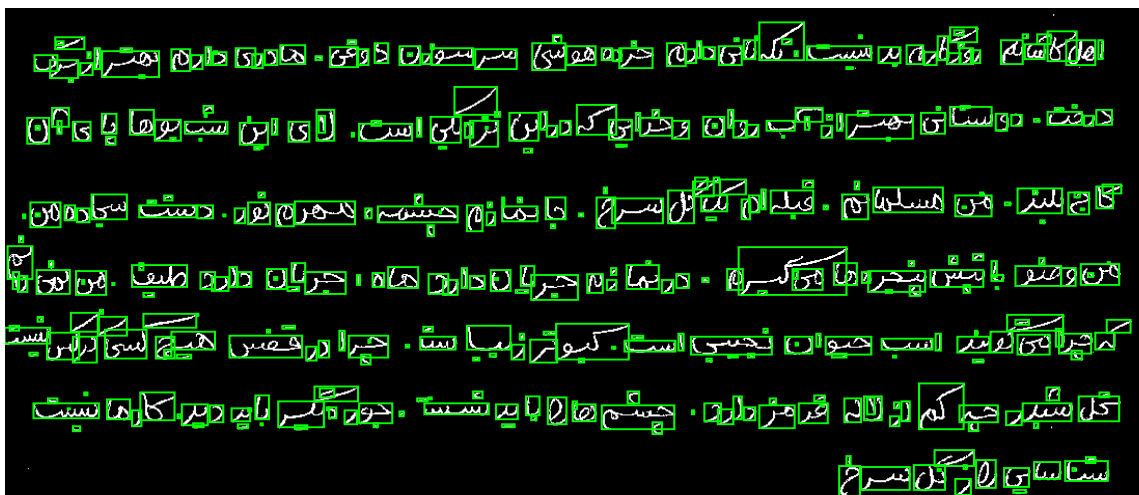 اهل کاشانم روزگارم بد نیست. تکه نانی دارم خرده هوشی سر سوزن ذوقی. مادری دارم بهتر از برگ
درخت. دوستانی بهتر از آب روان و خدایی که در این نزدیکی است. لای این شب بوها پای آن
کاج بلند. من مسلمانم. قبله ام یک گل سرخ. جا نمازم چشمه، مهرم نور. دشت سجاده من.
من وضو با تپش پنجره ها می گیرم. در نمازم جریان دارد ماه، جریان دارد طیف. من نمی دانم
که چرا می گویند اسب حیوان نجیبی است. کبوتر زیباست. چرا در قفس هیچ کسی کرکس نیست
گل شبدر چه کم از لاله قرمز دارد. چشم ها را باید شست. جور دیگر باید دید. کار ما نیست
شناسایی راز گل سرخ